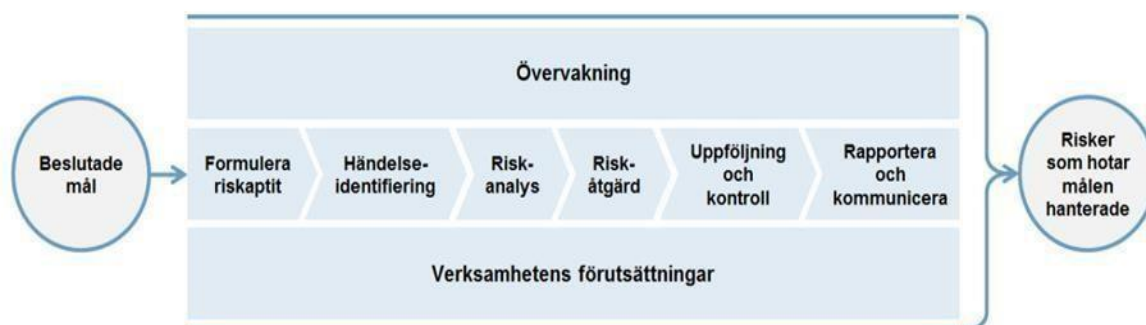 Övervakning
Beslutade
mål
Formulera
riskaptit
Händelse-
identifiering
Risk-
analys
Risk-
åtgärd
Uppföljning
och
kontroll
Rapportera
och
kommunicera
Risker
som hotar
målen
hanterade
Verksamhetens förutsättningar